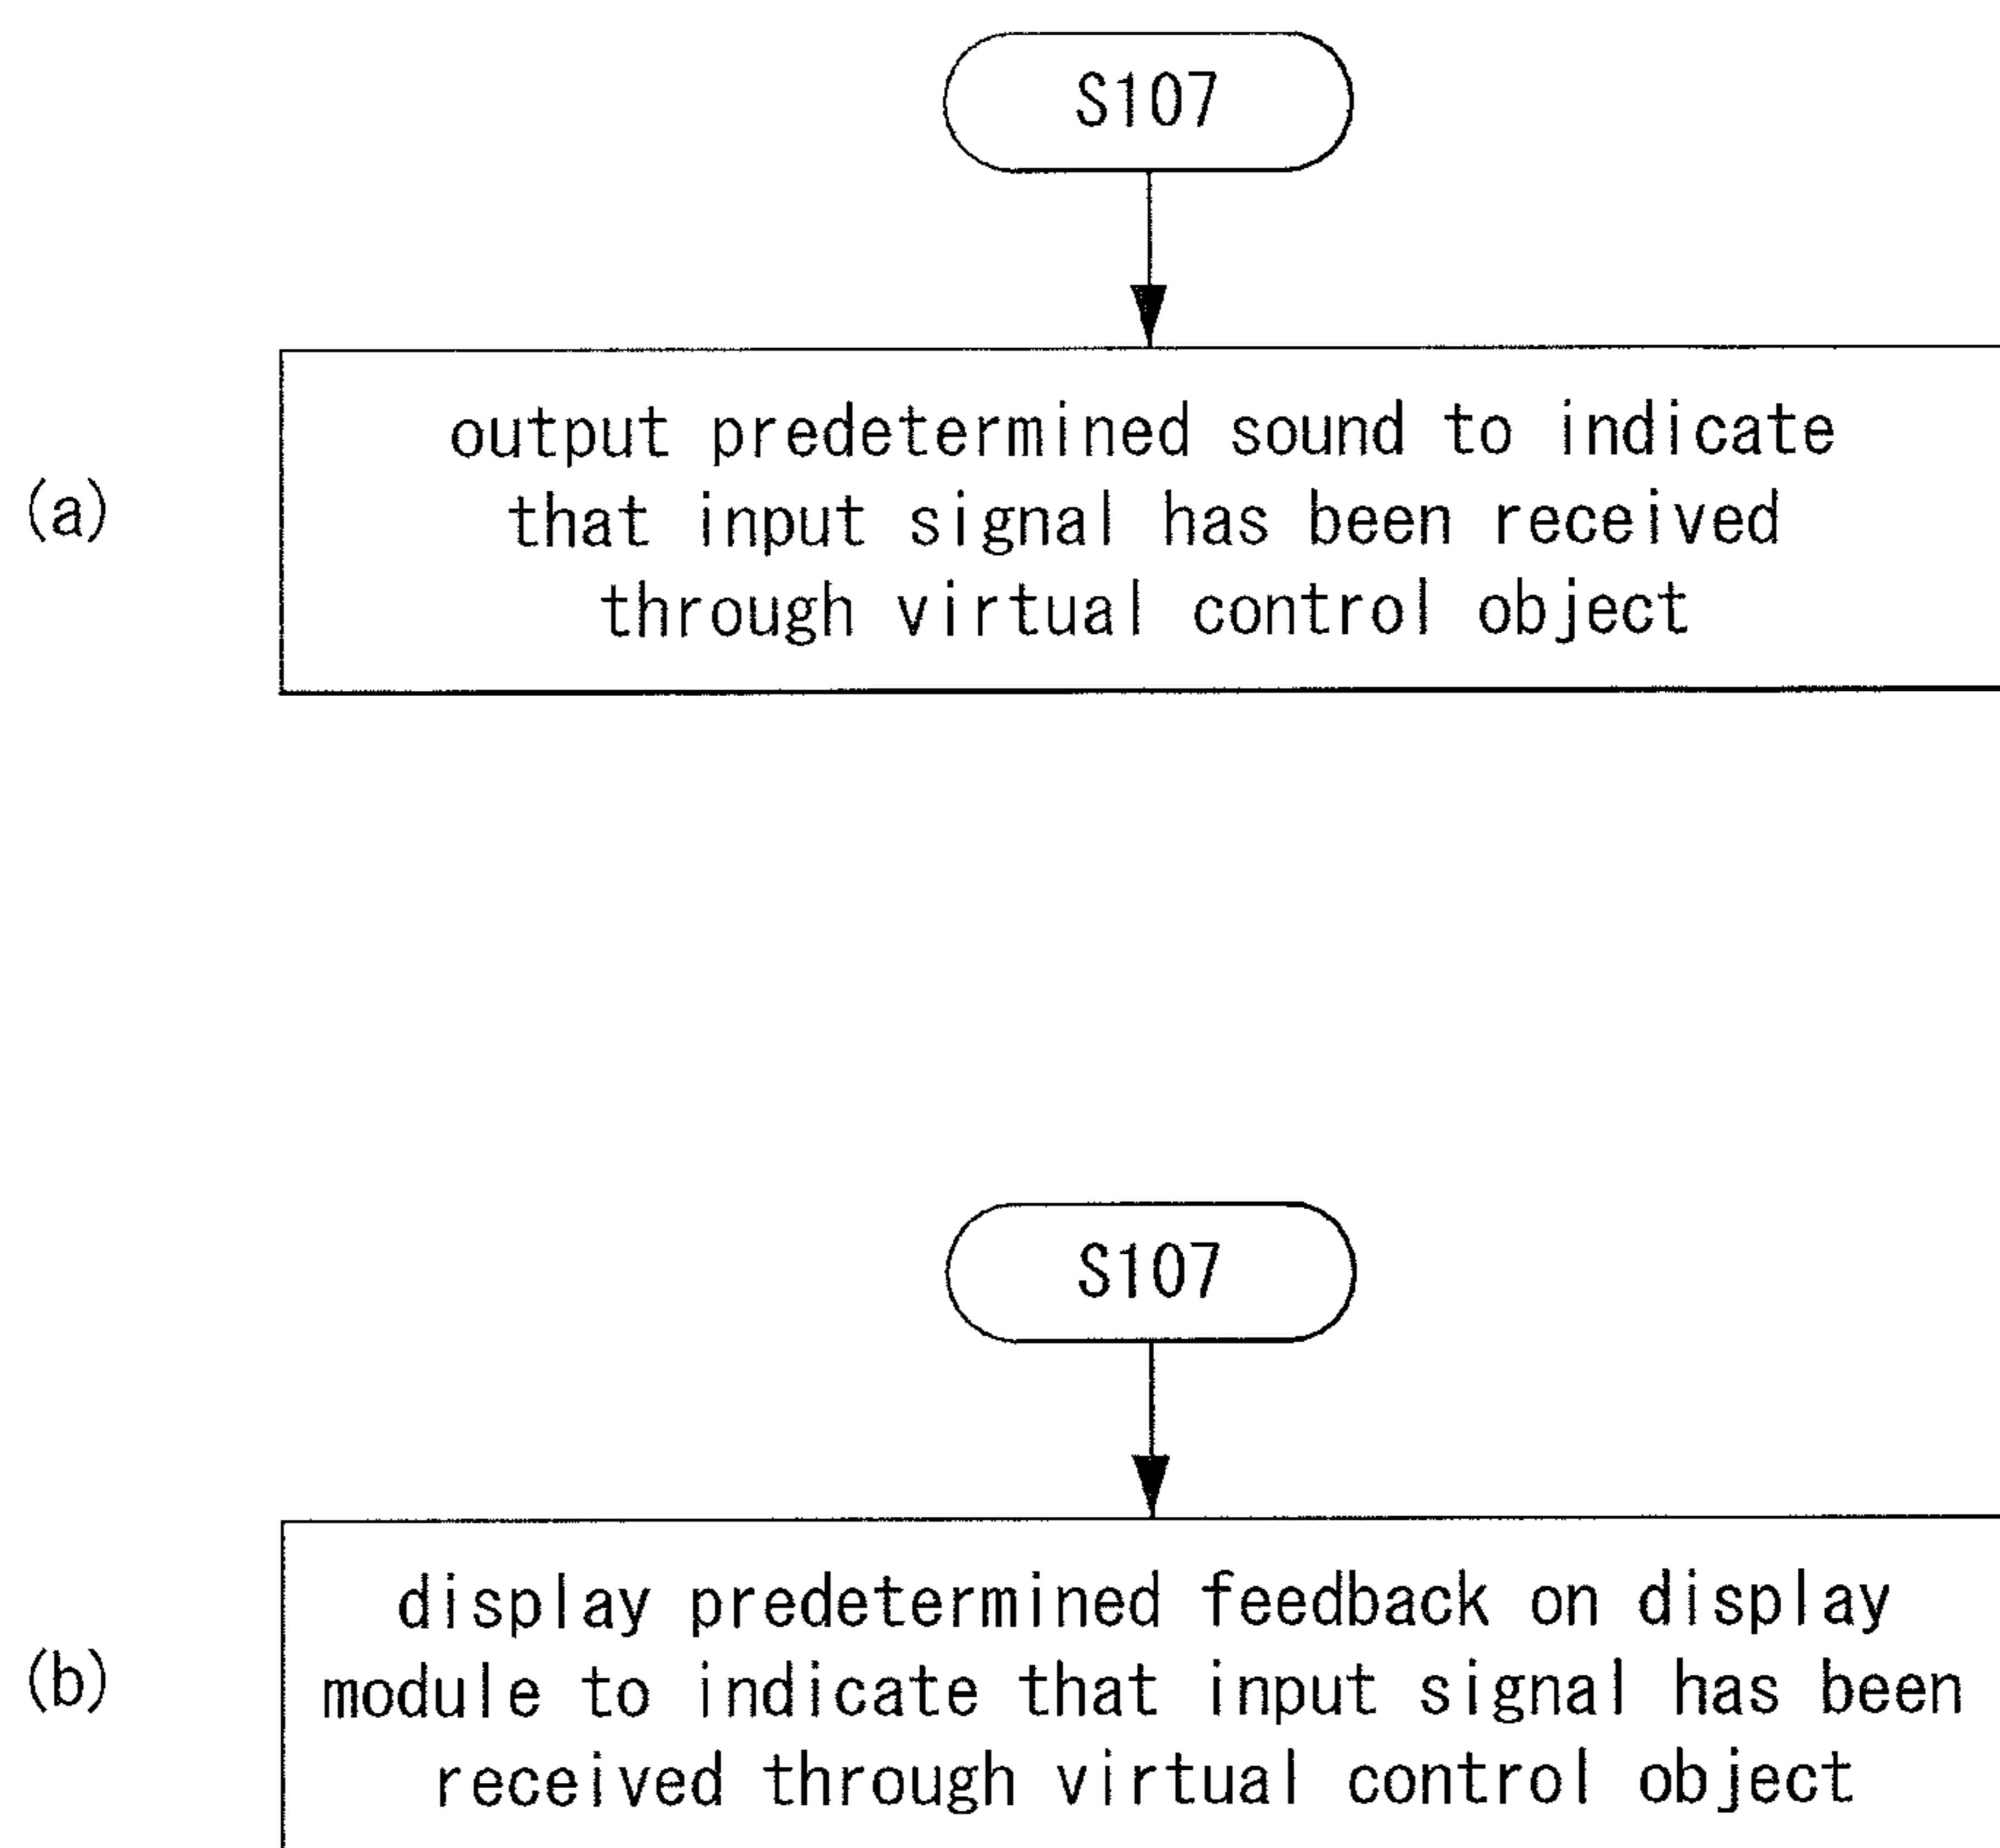 S107
(a)
output predetermined sound to indicate
that input signal has been received
through virtual control object
S107
(b)
display predetermined feedback on display
module to indicate that input signal has been
received through virtual control object